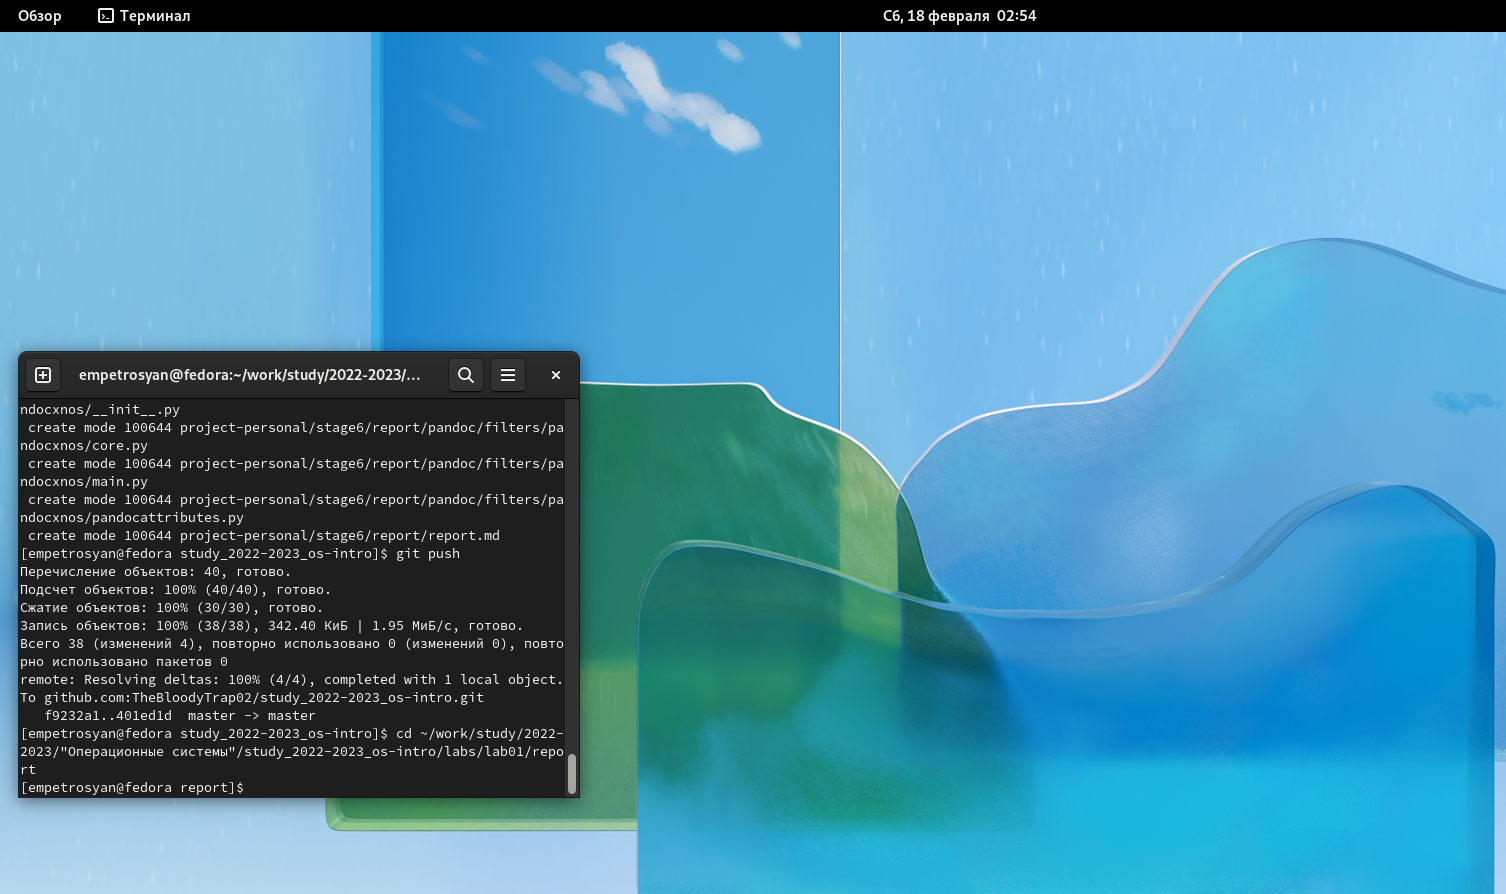 Обзор
Терминал
Сб, 18 февраля 02:54
empetrosyan@fedora:~/work/study/2022-2023/...
ndocxnos/__init__.py
create mode 100644 project-personal/stage6/report/pandoc/filters/pa
ndocxnos/core.py
create mode 100644 project-personal/stage6/report/pandoc/filters/pa
ndocxnos/main.py
create mode 100644 project-personal/stage6/report/pandoc/filters/pa
ndocxnos/pandocattributes.py
create mode 100644 project-personal/stage6/report/report.md
[empetrosyan@fedora study_2022-2023_os-intro]$ git push
Перечисление объектов: 40, готово.
Подсчет объектов: 100% (40/40), готово.
Сжатие объектов: 100% (30/30), готово.
Запись объектов: 100% (38/38), 342.40 КиБ | 1.95 МиБ/с, готово.
Всего 38 (изменений 4), повторно использовано 0 (изменений 0), повто
рно использовано пакетов 0
remote: Resolving deltas: 100% (4/4), completed with 1 local object.
To github.com:TheBloodyTrap02/study_2022-2023_os-intro.git
f9232a1..401ed1d  master -> master
[empetrosyan@fedora study_2022-2023_os-intro]$ cd ~/work/study/2022-
2023/"Операционные системы"/study_2022-2023_os-intro/labs/lab01/repo
rt
[empetrosyan@fedora report]$